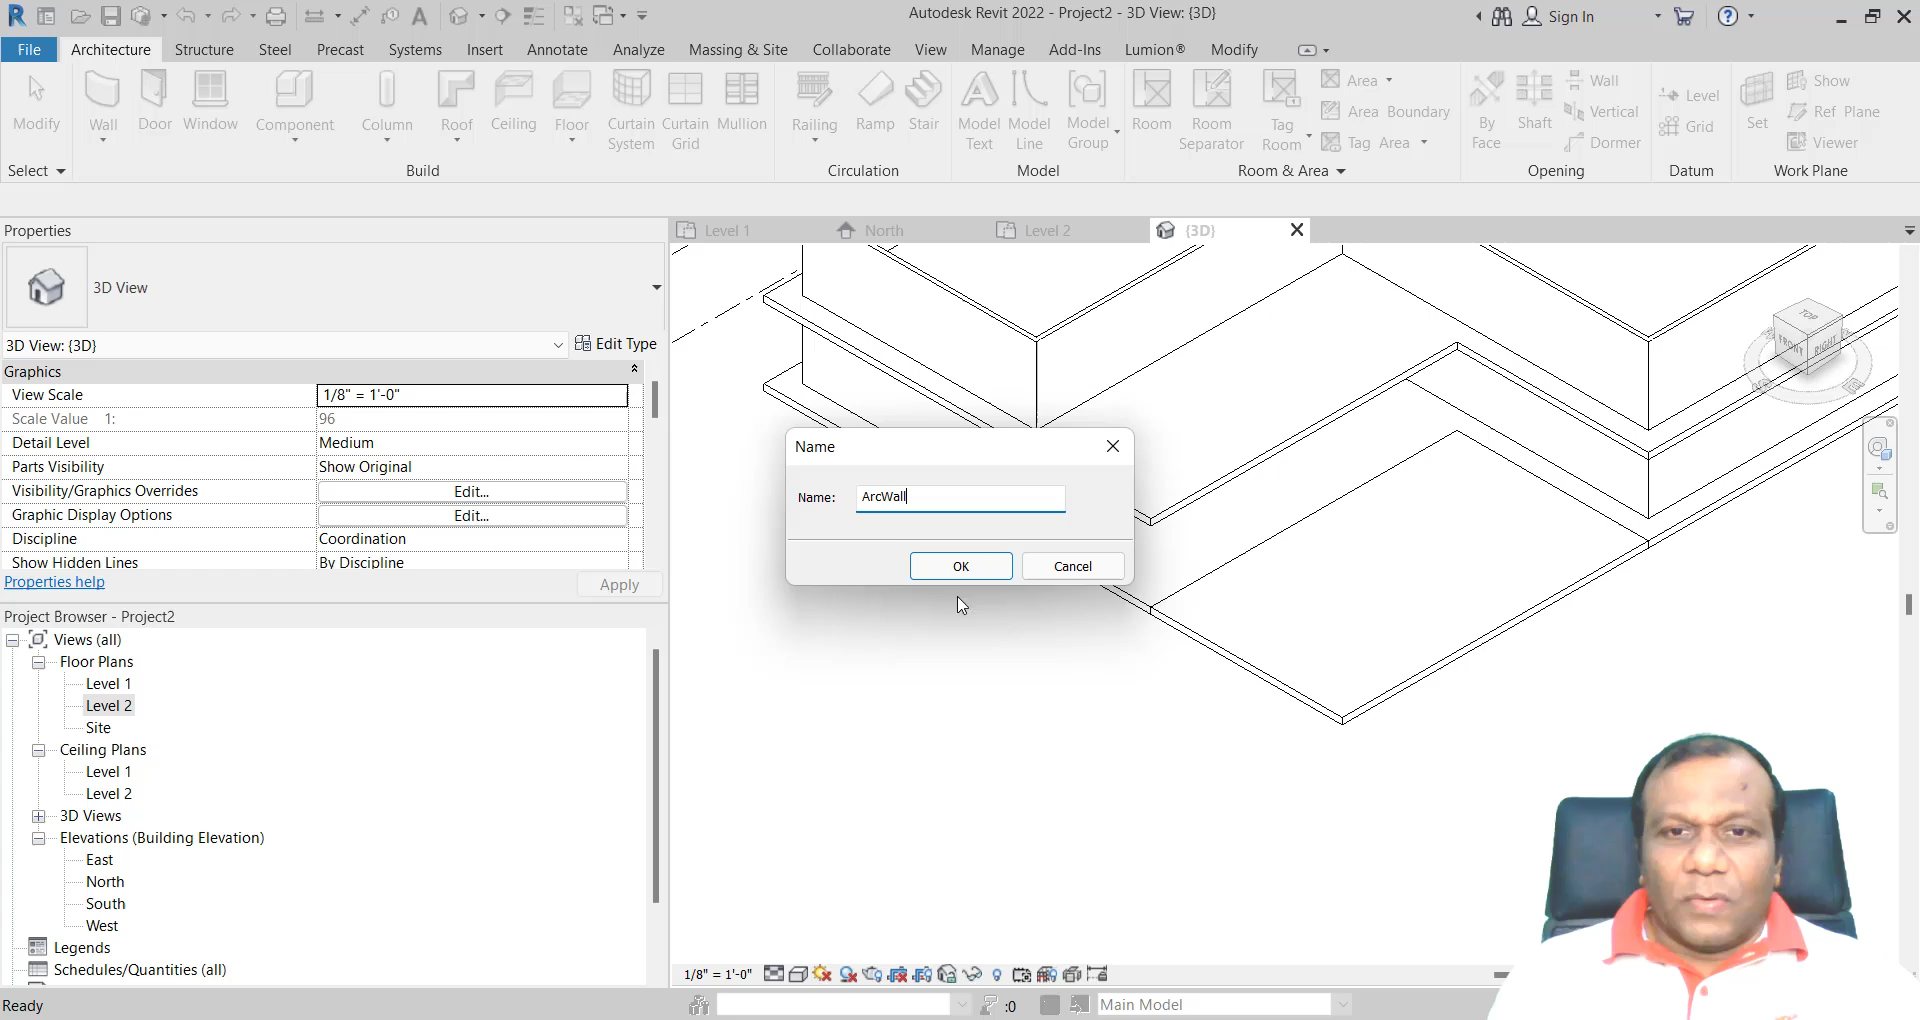 Autodesk Revit 2022 - Project2 - 3D View: {3D}
Sign In
File Architecture Structure Steel Precast Systems Insert Annotate Analyze Massing & Site Collaborate View Manage Add-Ins Lumion® Modify
Modify Wall Door Window Component Column Roof Ceiling Floor Curtain System Curtain Grid Mullion Railing Ramp Stair Model Text Model Line Model Group Room Room Separator Tag Room
Area
Area Boundary
Tag Area
By Face Shaft
Wall
Vertical
Dormer
Level
Grid
Set
Show
Ref Plane
Viewer
Select Build Circulation Model Room & Area Opening Datum Work Plane
Properties
3D View
3D View: {3D} Edit Type
Graphics
View Scale 1/8" = 1'-0"
Scale Value 1: 96
Detail Level Medium
Parts Visibility Show Original
Visibility/Graphics Overrides Edit...
Graphic Display Options Edit...
Discipline Coordination
Show Hidden Lines By Discipline
Properties help Apply
Project Browser - Project2
Views (all)
Floor Plans
Level 1
Level 2
Site
Ceiling Plans
Level 1
Level 2
3D Views
Elevations (Building Elevation)
East
North
South
West
Legends
Schedules/Quantities (all)
Level 1 North Level 2 {3D}
TOP
FRONT RIGHT
Name
Name: ArcWall
OK Cancel
1/8" = 1'-0"
Ready :0 Main Model